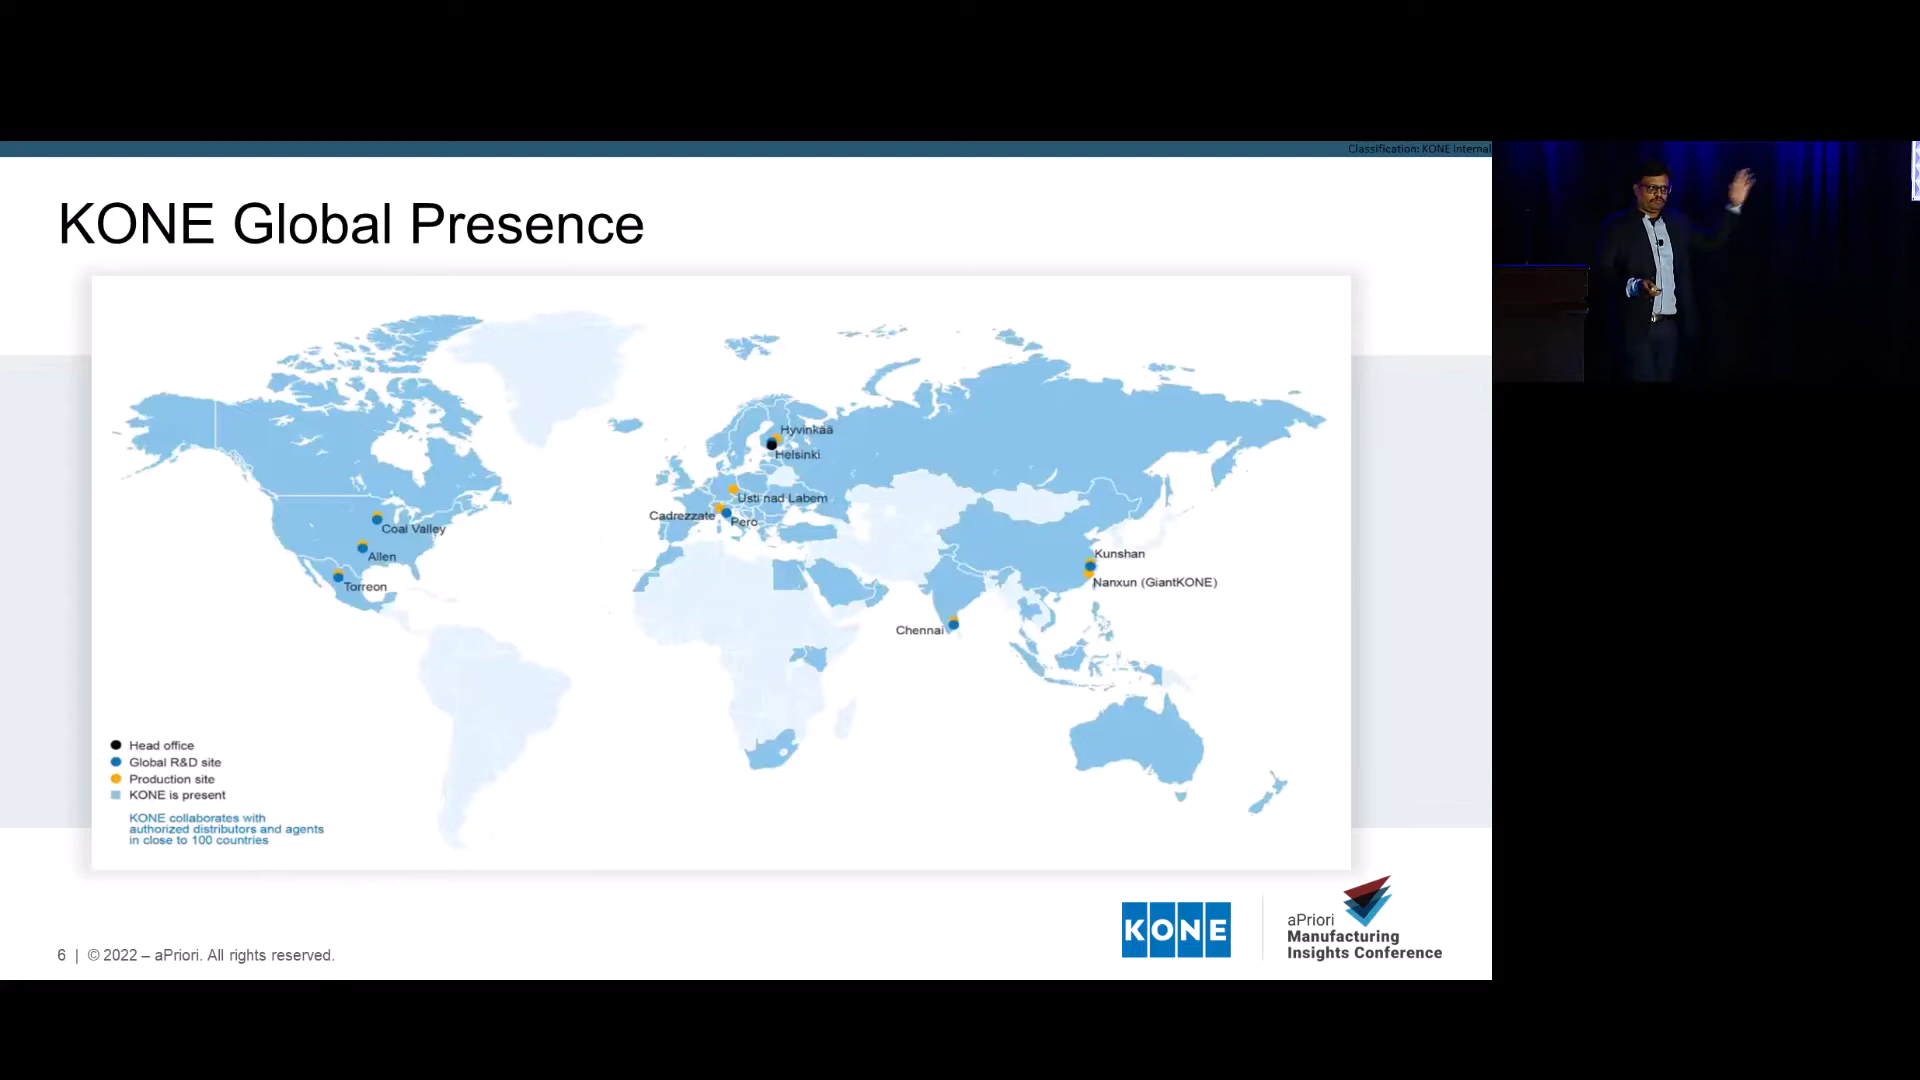 Classification: KONE Internal
KONE Global Presence
Hyvinkää
Helsinki
Usti nad Labem
Cadrezzate
Pero
Coal Valley
Allen
Torreon
Kunshan
Nanxun (GiantKONE)
Chennai
Head office
Global R&D site
Production site
KONE is present
KONE collaborates with
authorized distributors and agents
in close to 100 countries
KONE
aPriori
Manufacturing
Insights Conference
6 | © 2022 – aPriori. All rights reserved.